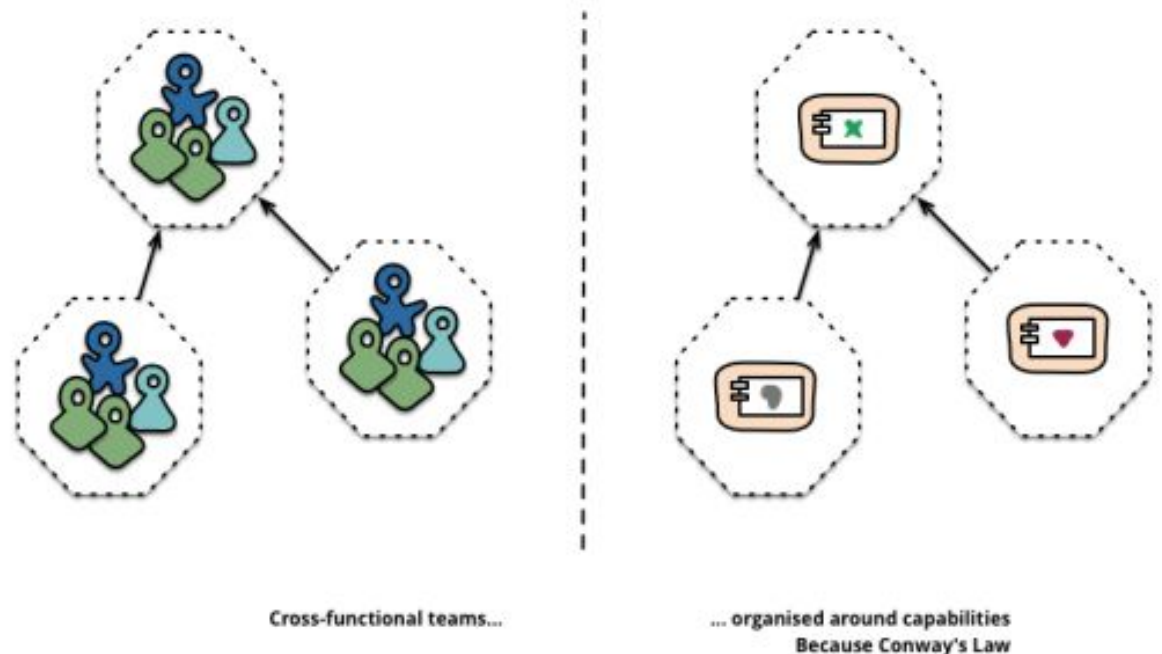 Cross-functional teams...
... organised around capabilities
Because Conway's Law